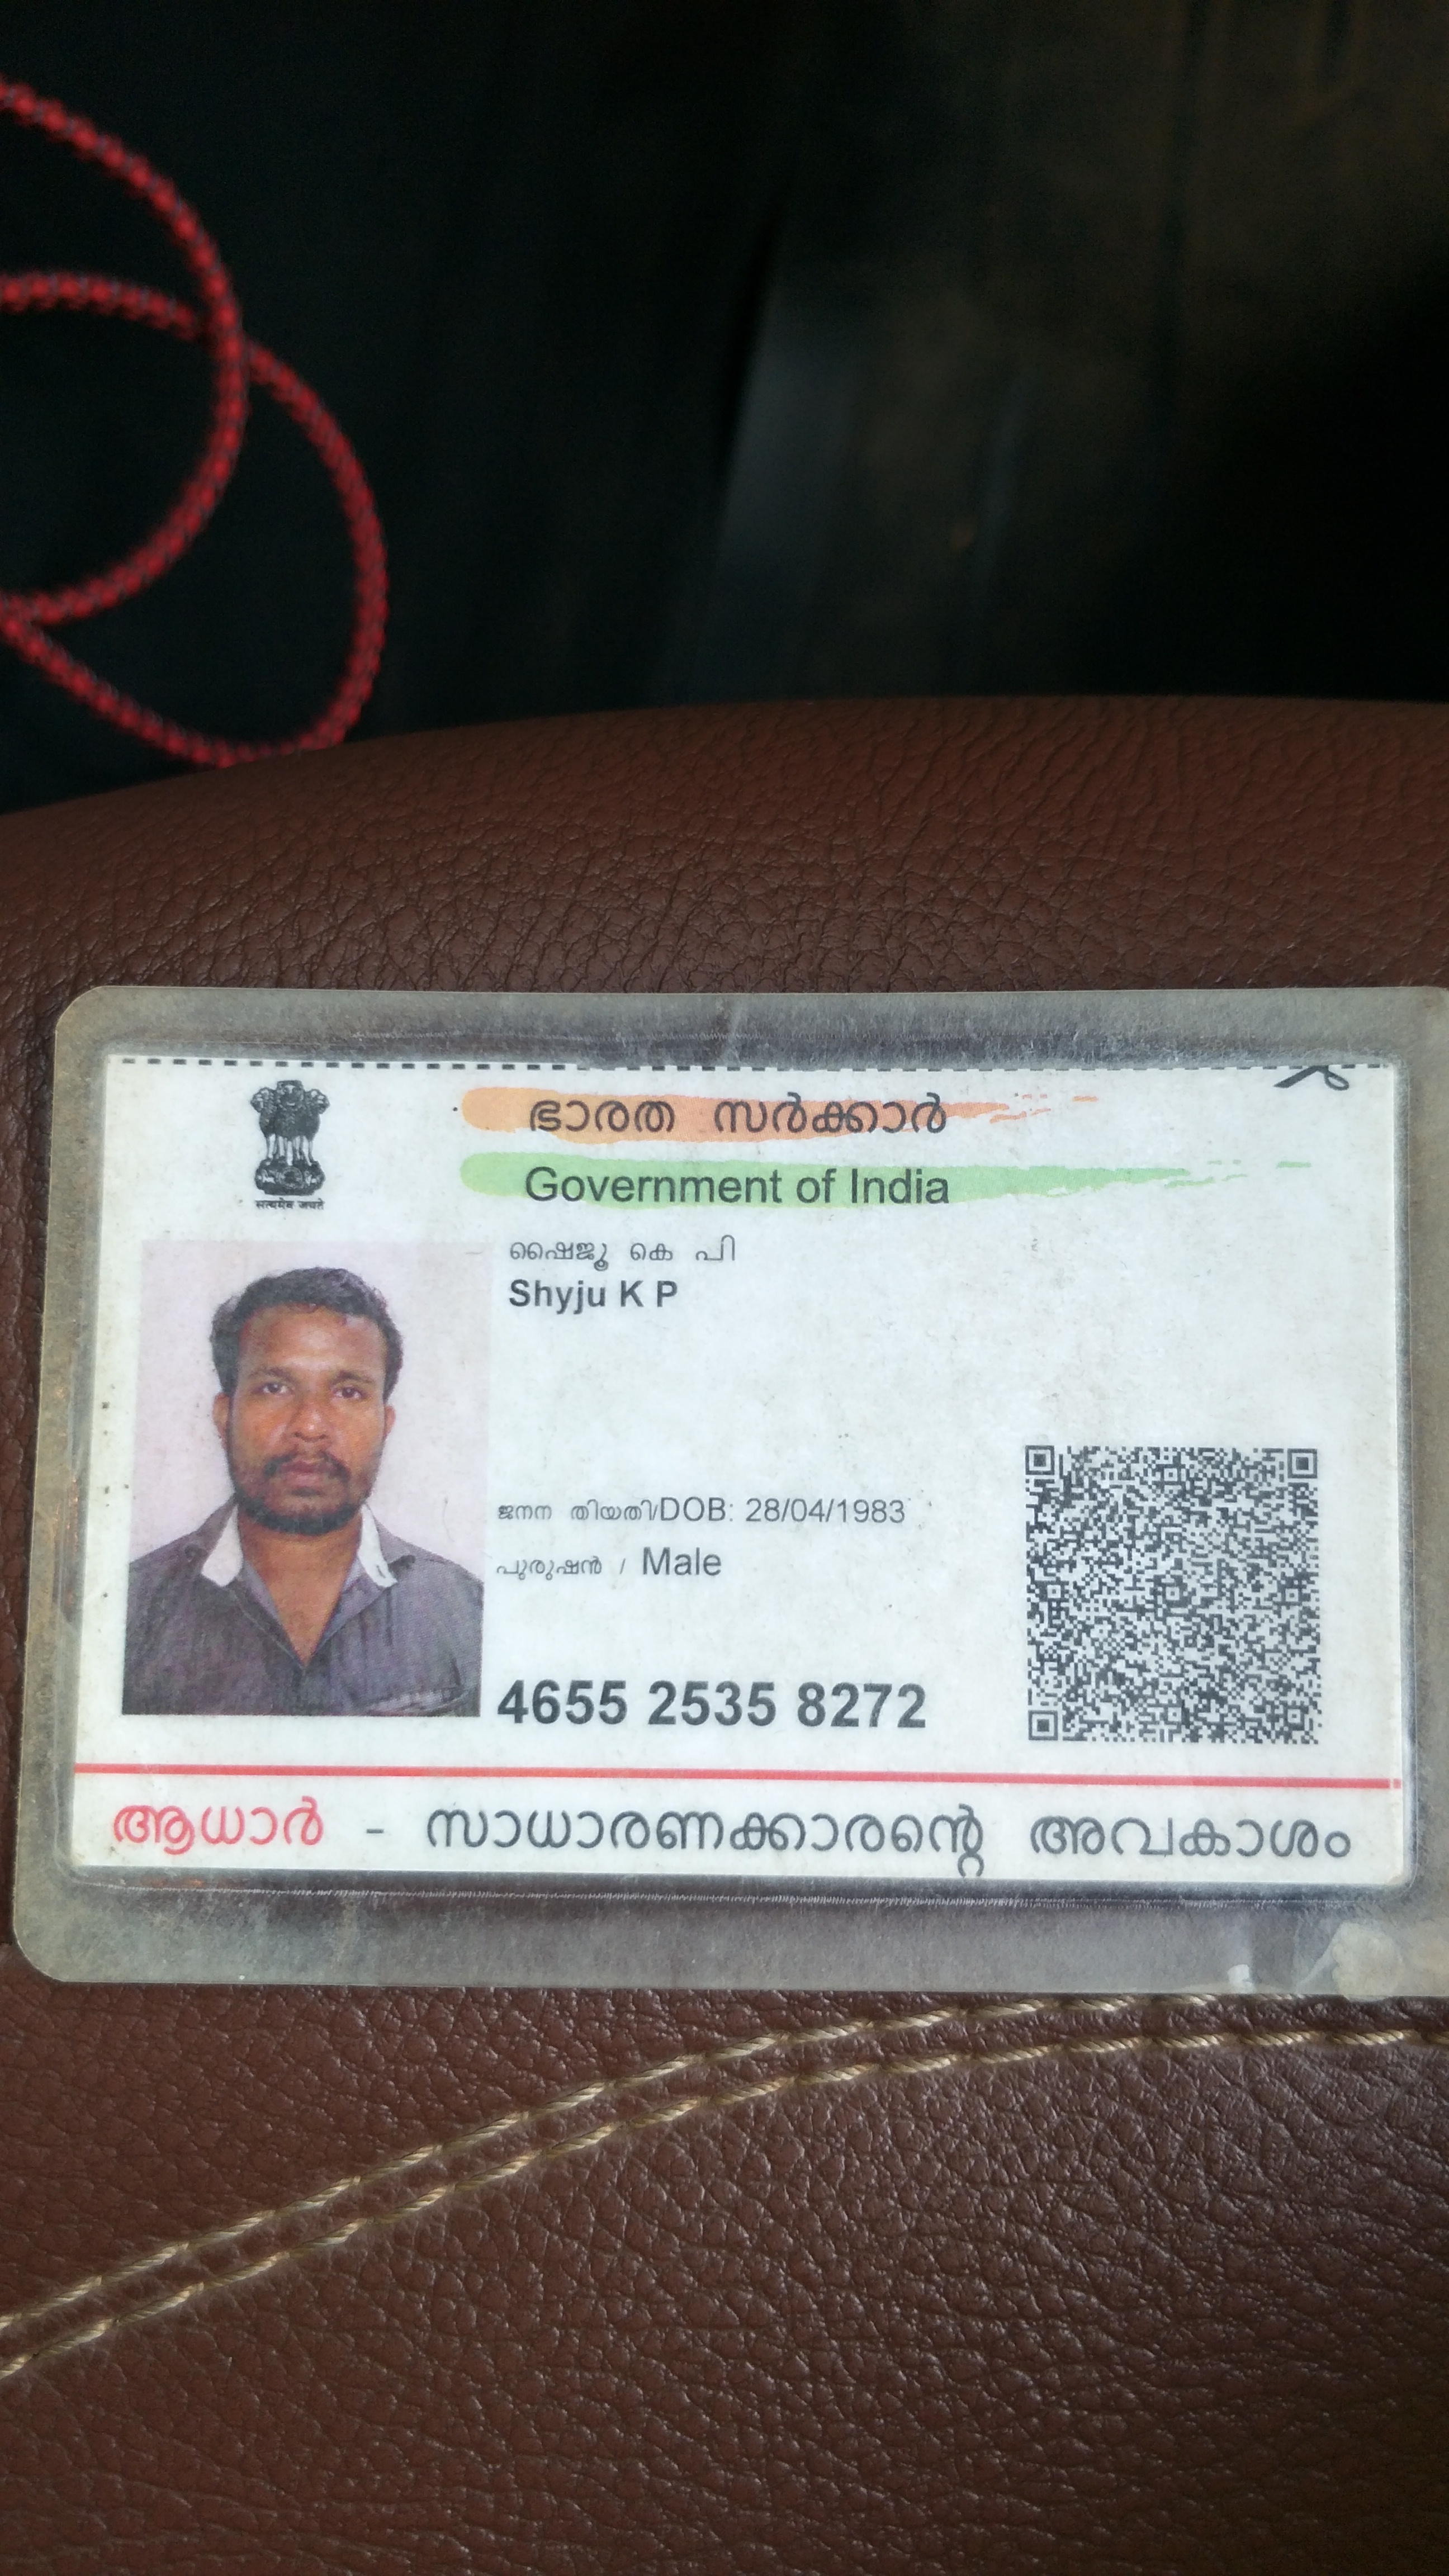 ഭാരത സർക്കാർ
Government of India
सत्यमेव जयते
ഷൈജൂ കെ പി
Shyju K P
ജനന തിയതി/DOB: 28/04/1983
പുരുഷൻ / Male
4655 2535 8272
ആധാർ - സാധാരണക്കാരന്റെ അവകാശം